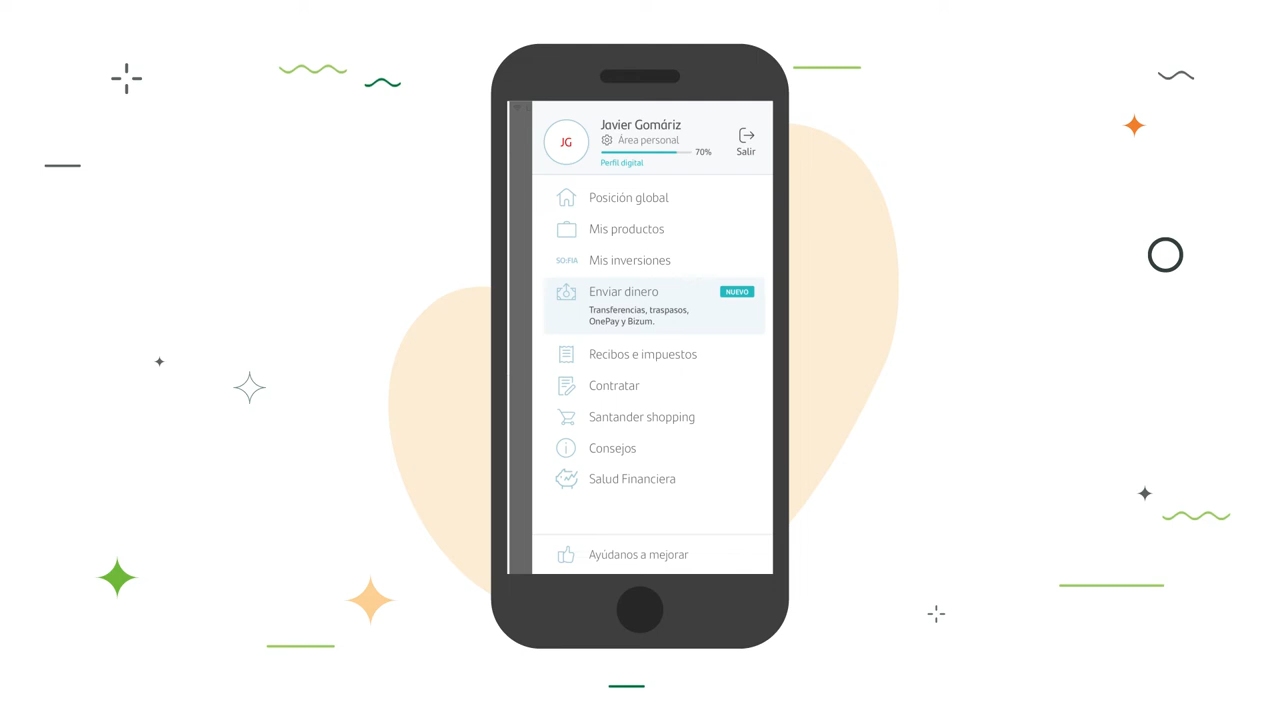 JG
Javier Gomáriz
Área personal
70%
Perfil digital
Salir
Posición global
Mis productos
SO:FIA Mis inversiones
Enviar dinero NUEVO
Transferencias, traspasos,
OnePay y Bizum.
Recibos e impuestos
Contratar
Santander shopping
Consejos
Salud Financiera
Ayúdanos a mejorar